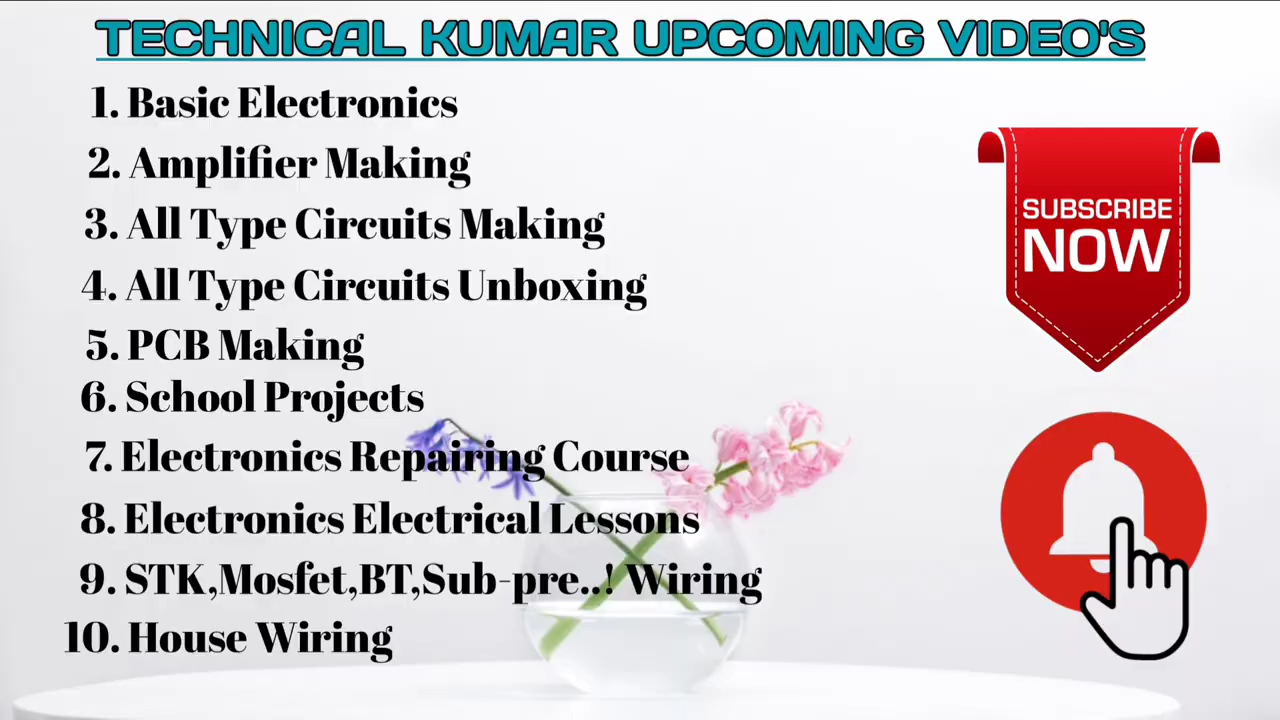 TECHNICAL KUMAR UPCOMING VIDEO'S
1. Basic Electronics
2. Amplifier Making
3. All Type Circuits Making
4. All Type Circuits Unboxing
5. PCB Making
6. School Projects
7. Electronics Repairing Course
8. Electronics Electrical Lessons
9. STK,Mosfet,BT,Sub-pre..! Wiring
10. House Wiring
SUBSCRIBE
NOW